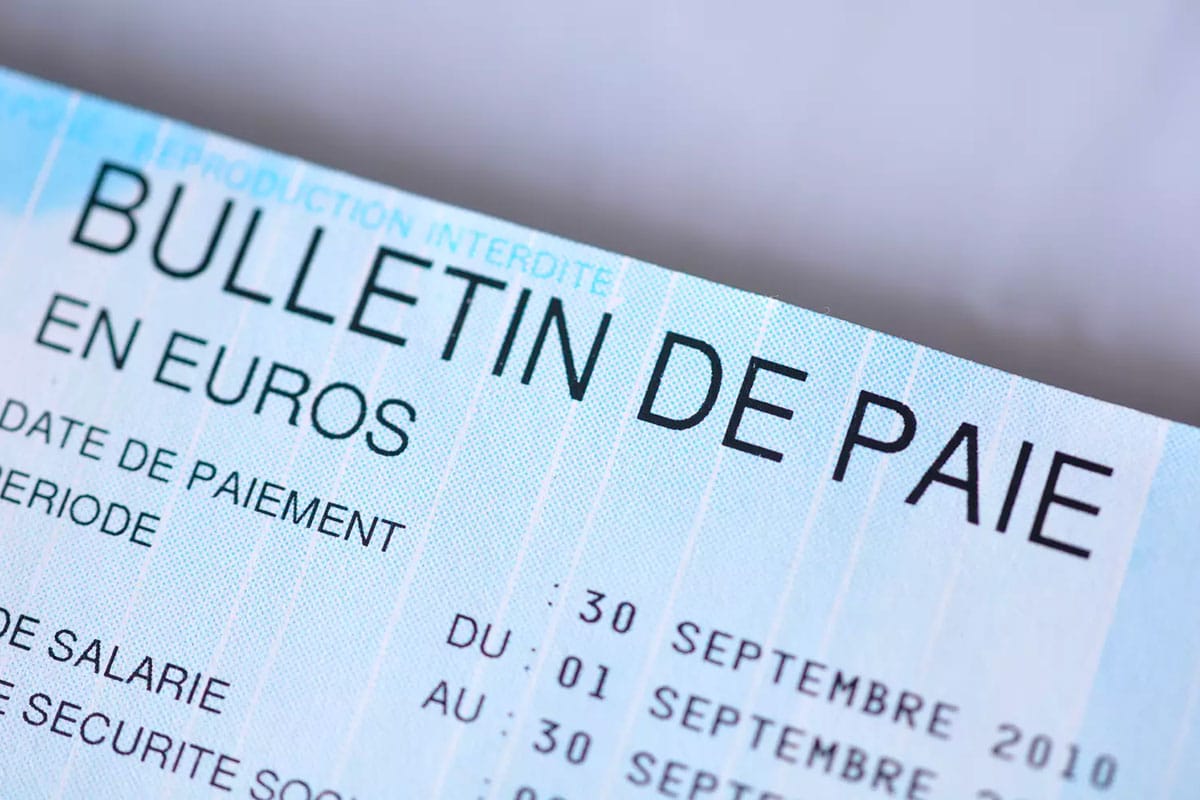 REPRODUCTION INTERDITE
BULLETIN DE PAIE
EN EUROS
DATE DE PAIEMENT : 30 SEPTEMBRE 2010
PERIODE DU : 01 SEPTEMBRE
AU : 30
DE SALARIE
SECURITE